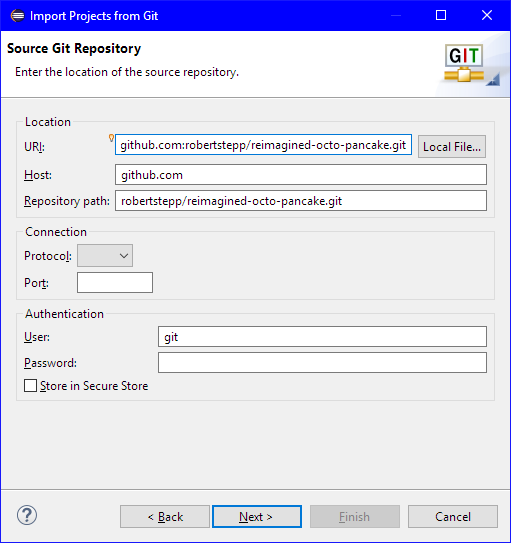 Import Projects from Git
Source Git Repository
Enter the location of the source repository.
GIT
Location
URI: github.com:robertstepp/reimagined-octo-pancake.git Local File...
Host: github.com
Repository path: robertstepp/reimagined-octo-pancake.git
Connection
Protocol:
Port:
Authentication
User: git
Password:
Store in Secure Store
? < Back Next > Finish Cancel